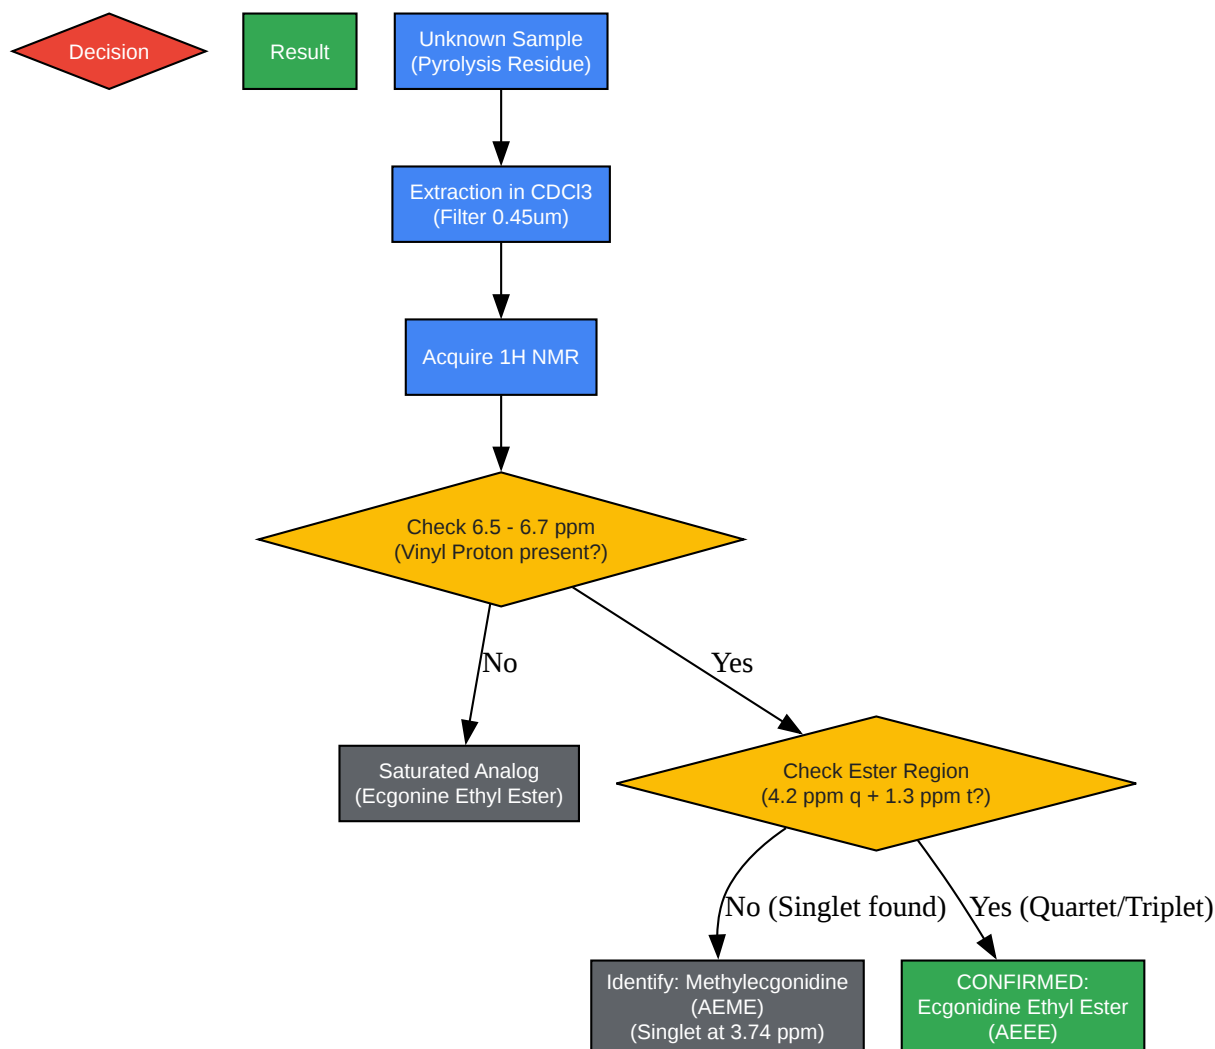 Decision
Result
Unknown Sample
(Pyrolysis Residue)
Extraction in CDCl3
(Filter 0.45um)
Acquire 1H NMR
Check 6.5 - 6.7 ppm
(Vinyl Proton present?)
No
Yes
Saturated Analog
(Ecgonine Ethyl Ester)
Check Ester Region
(4.2 ppm q + 1.3 ppm t?)
No (Singlet found)
Yes (Quartet/Triplet)
Identify: Methylecgonidine
(AEME)
(Singlet at 3.74 ppm)
CONFIRMED:
Ecgonidine Ethyl Ester
(AEEE)